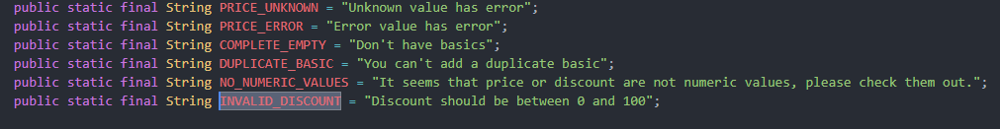 public static final String PRICE_UNKNOWN = "Unknown value has error";
public static final String PRICE_ERROR = "Error value has error";
public static final String COMPLETE_EMPTY = "Don't have basics";
public static final String DUPLICATE_BASIC = "You can't add a duplicate basic";
public static final String NO_NUMERIC_VALUES = "It seems that price or discount are not numeric values, please check them out.";
public static final String INVALID_DISCOUNT = "Discount should be between 0 and 100";